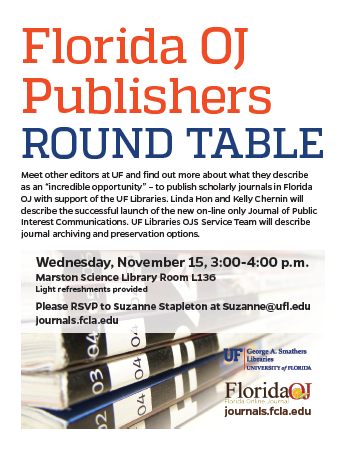 Florida OJ
Publishers
ROUND TABLE
Meet other editors at UF and find out more about what they describe
as an "incredible opportunity" – to publish scholarly journals in Florida
OJ with support of the UF Libraries. Linda Hon and Kelly Chernin will
describe the successful launch of the new on-line only Journal of Public
Interest Communications. UF Libraries OJS Service Team will describe
journal archiving and preservation options.
Wednesday, November 15, 3:00-4:00 p.m.
Marston Science Library Room L136
Light refreshments provided
Please RSVP to Suzanne Stapleton at Suzanne@ufl.edu
journals.fcla.edu
UF George A. Smathers
Libraries
UNIVERSITY of FLORIDA
FloridaOJ
Florida Online Journals
journals.fcla.edu
02 03
04
04
04